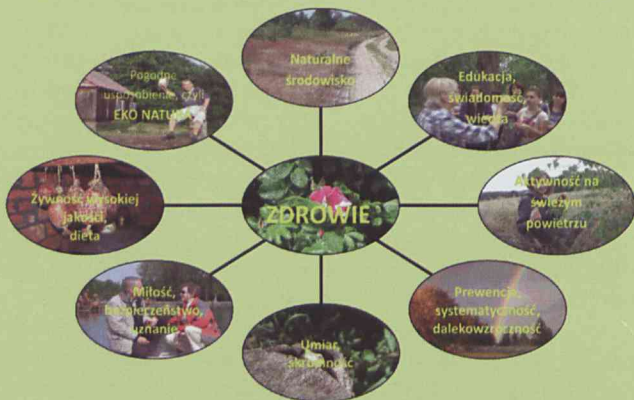 Naturalne
środowisko
Edukacja,
świadomość,
wiedza
Aktywność na
świeżym
powietrzu
Prewencja,
systematyczność,
dalekowzroczność
Umiar,
skromność
Miłość,
bezpieczeństwo,
uznanie
Żywność wysokiej
jakości,
dieta
Pogodne
usposobienie, czyli
EKO NATURA
ZDROWIE